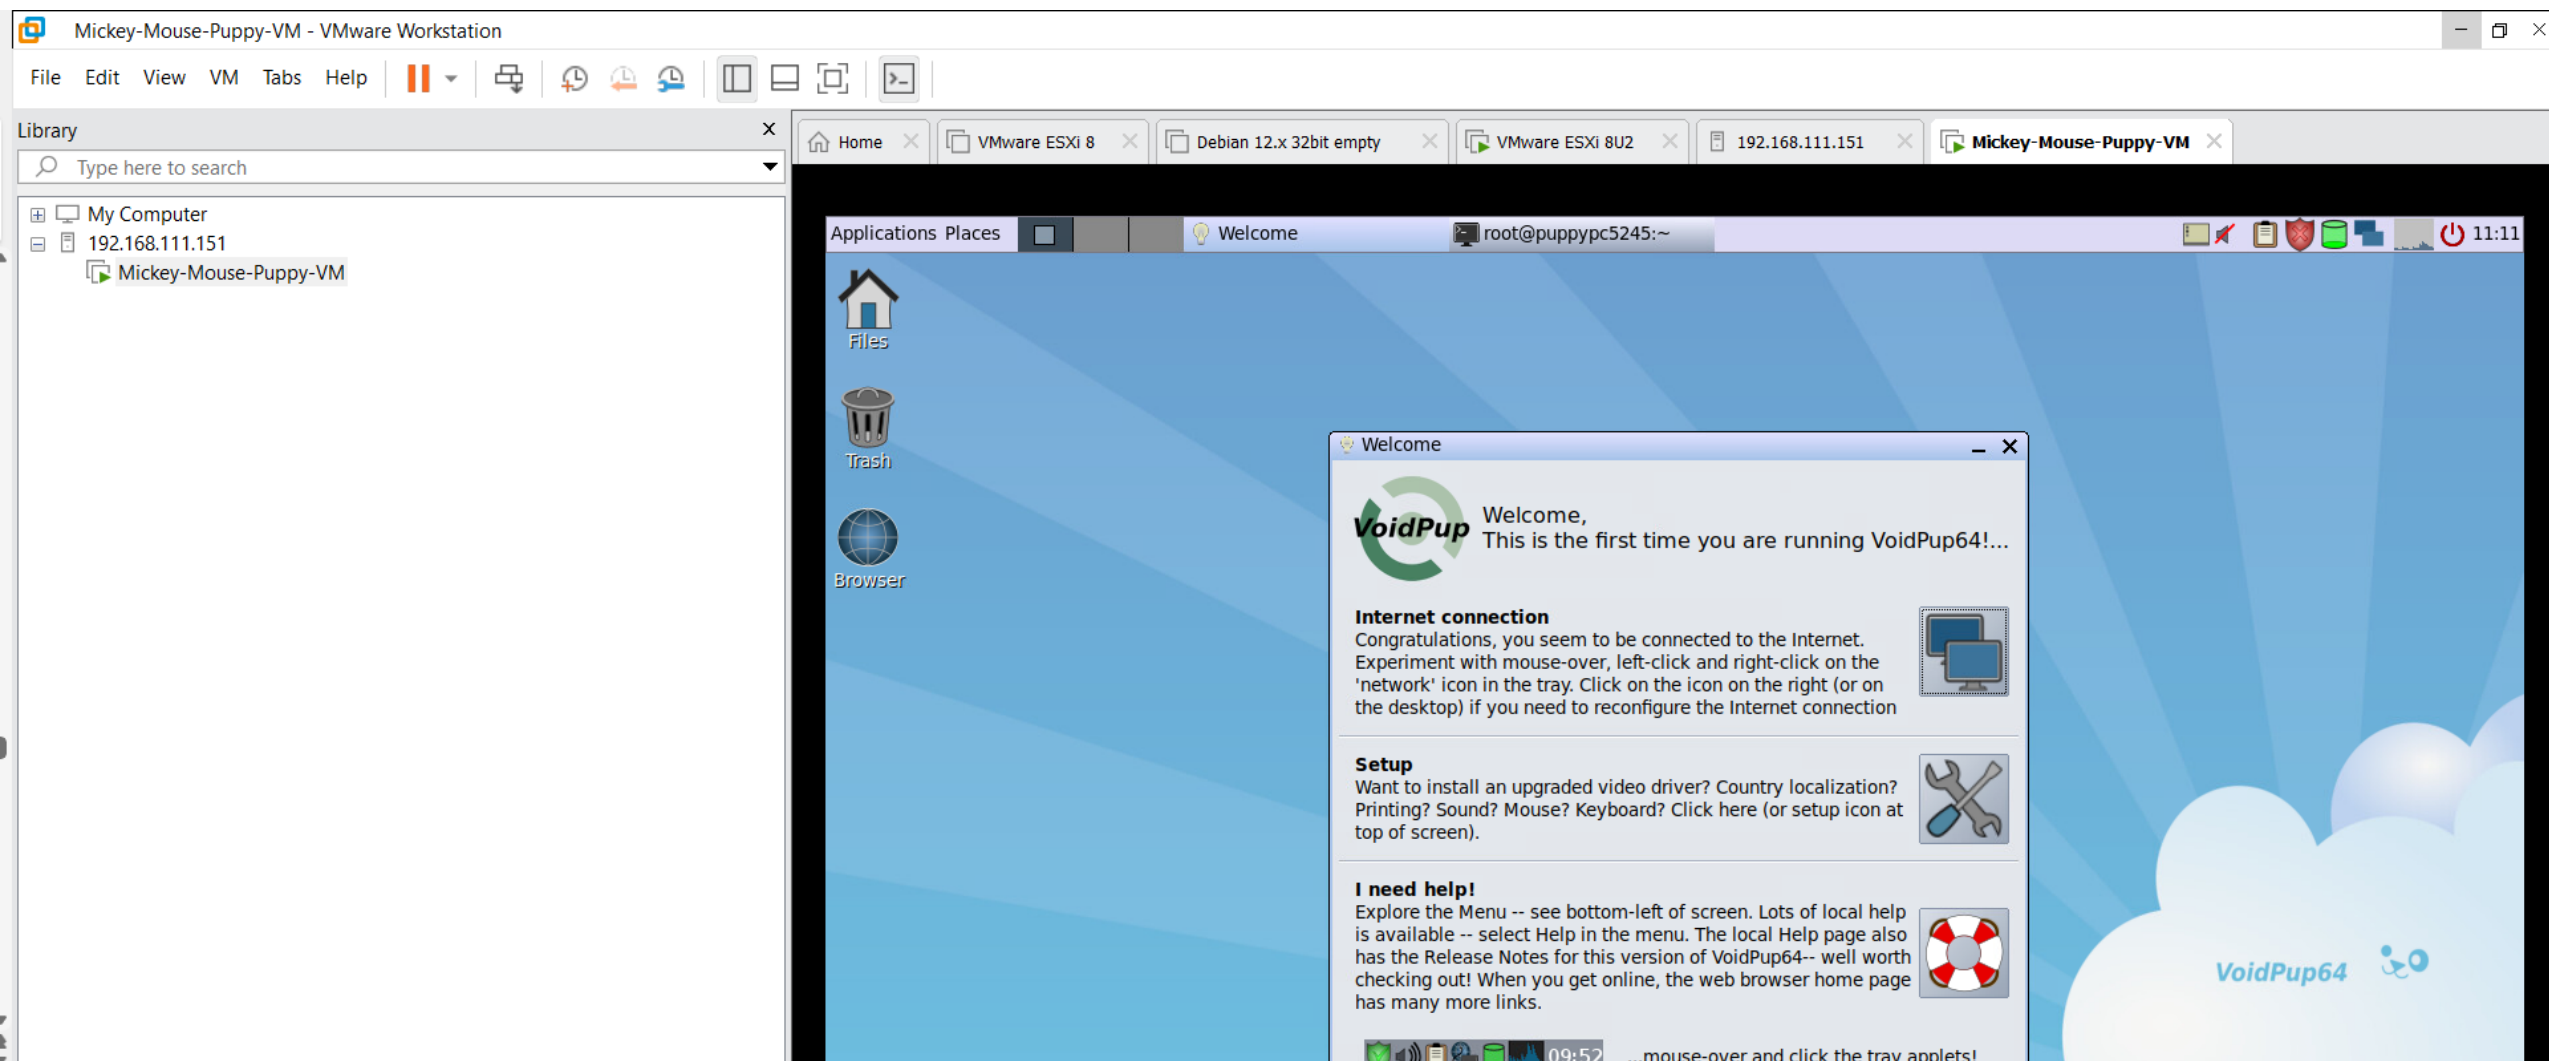 Mickey-Mouse-Puppy-VM - VMware Workstation
File Edit View VM Tabs Help
Library
Type here to search
My Computer
192.168.111.151
Mickey-Mouse-Puppy-VM
Home VMware ESXi 8 Debian 12.x 32bit empty VMware ESXi 8U2 192.168.111.151 Mickey-Mouse-Puppy-VM
Applications Places Welcome root@puppypc5245:~ 11:11
Files
Trash
Browser
Welcome
VoidPup
Welcome,
This is the first time you are running VoidPup64!...
Internet connection
Congratulations, you seem to be connected to the Internet.
Experiment with mouse-over, left-click and right-click on the
'network' icon in the tray. Click on the icon on the right (or on
the desktop) if you need to reconfigure the Internet connection
Setup
Want to install an upgraded video driver? Country localization?
Printing? Sound? Mouse? Keyboard? Click here (or setup icon at
top of screen).
I need help!
Explore the Menu -- see bottom-left of screen. Lots of local help
is available -- select Help in the menu. The local Help page also
has the Release Notes for this version of VoidPup64-- well worth
checking out! When you get online, the web browser home page
has many more links.
09:52 ...mouse-over and click the tray applets!
VoidPup64